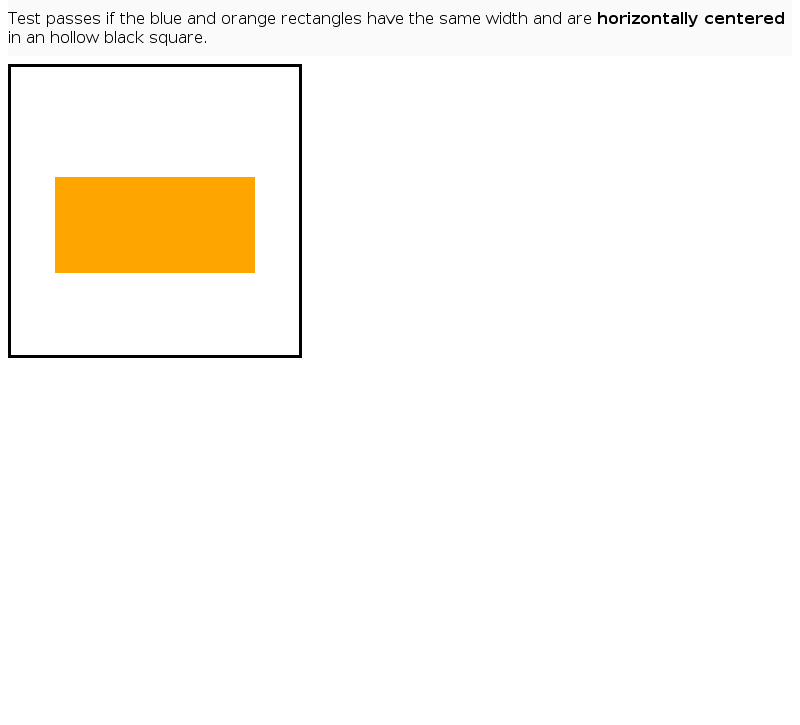 Test passes if the blue and orange rectangles have the same width and are horizontally centered
in an hollow black square.